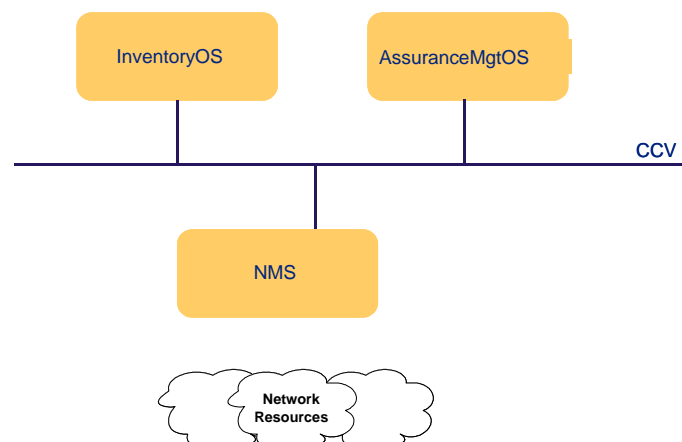 InventoryOS
AssuranceMgtOS
CCV
NMS
Network
Resources